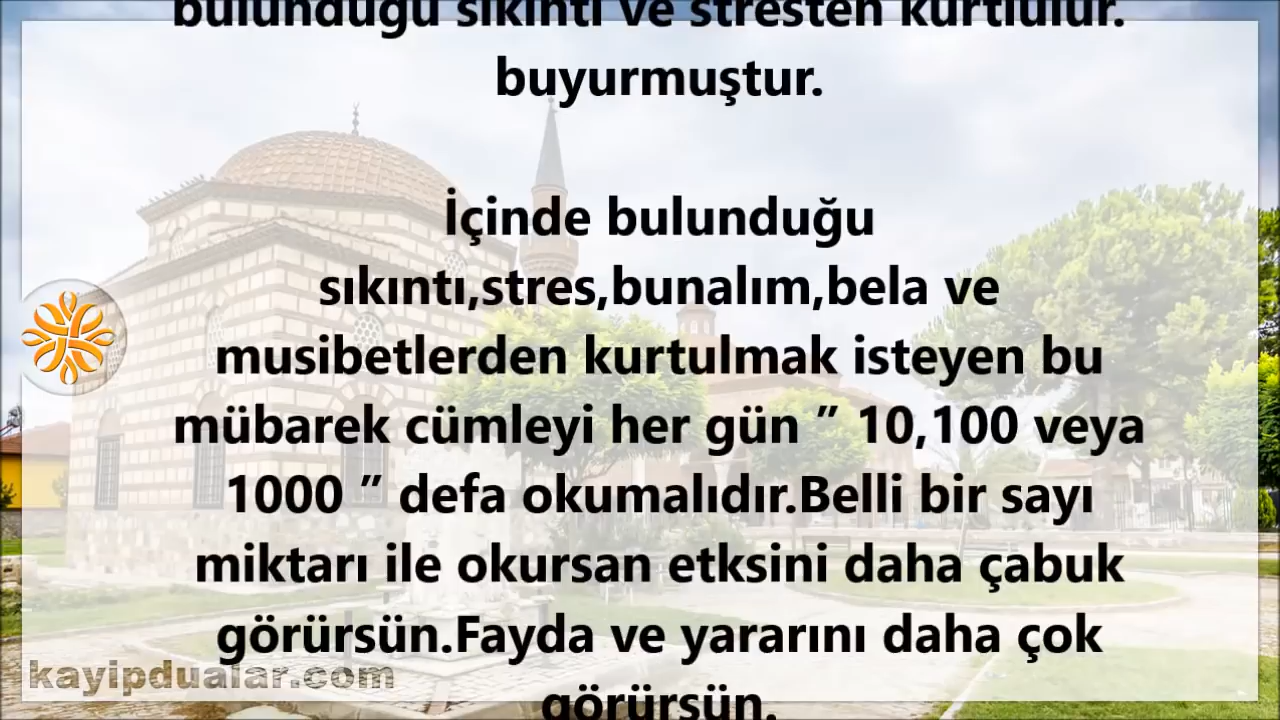 bulunduğu sıkıntı ve stresten kurtlulur.
buyurmuştur.
İçinde bulunduğu
sıkıntı,stres,bunalım,bela ve
musibetlerden kurtulmak isteyen bu
mübarek cümleyi her gün ” 10,100 veya
1000 ” defa okumalıdır.Belli bir sayı
miktarı ile okursan etksini daha çabuk
görürsün.Fayda ve yararını daha çok
görürsün.
kayipdualar.com